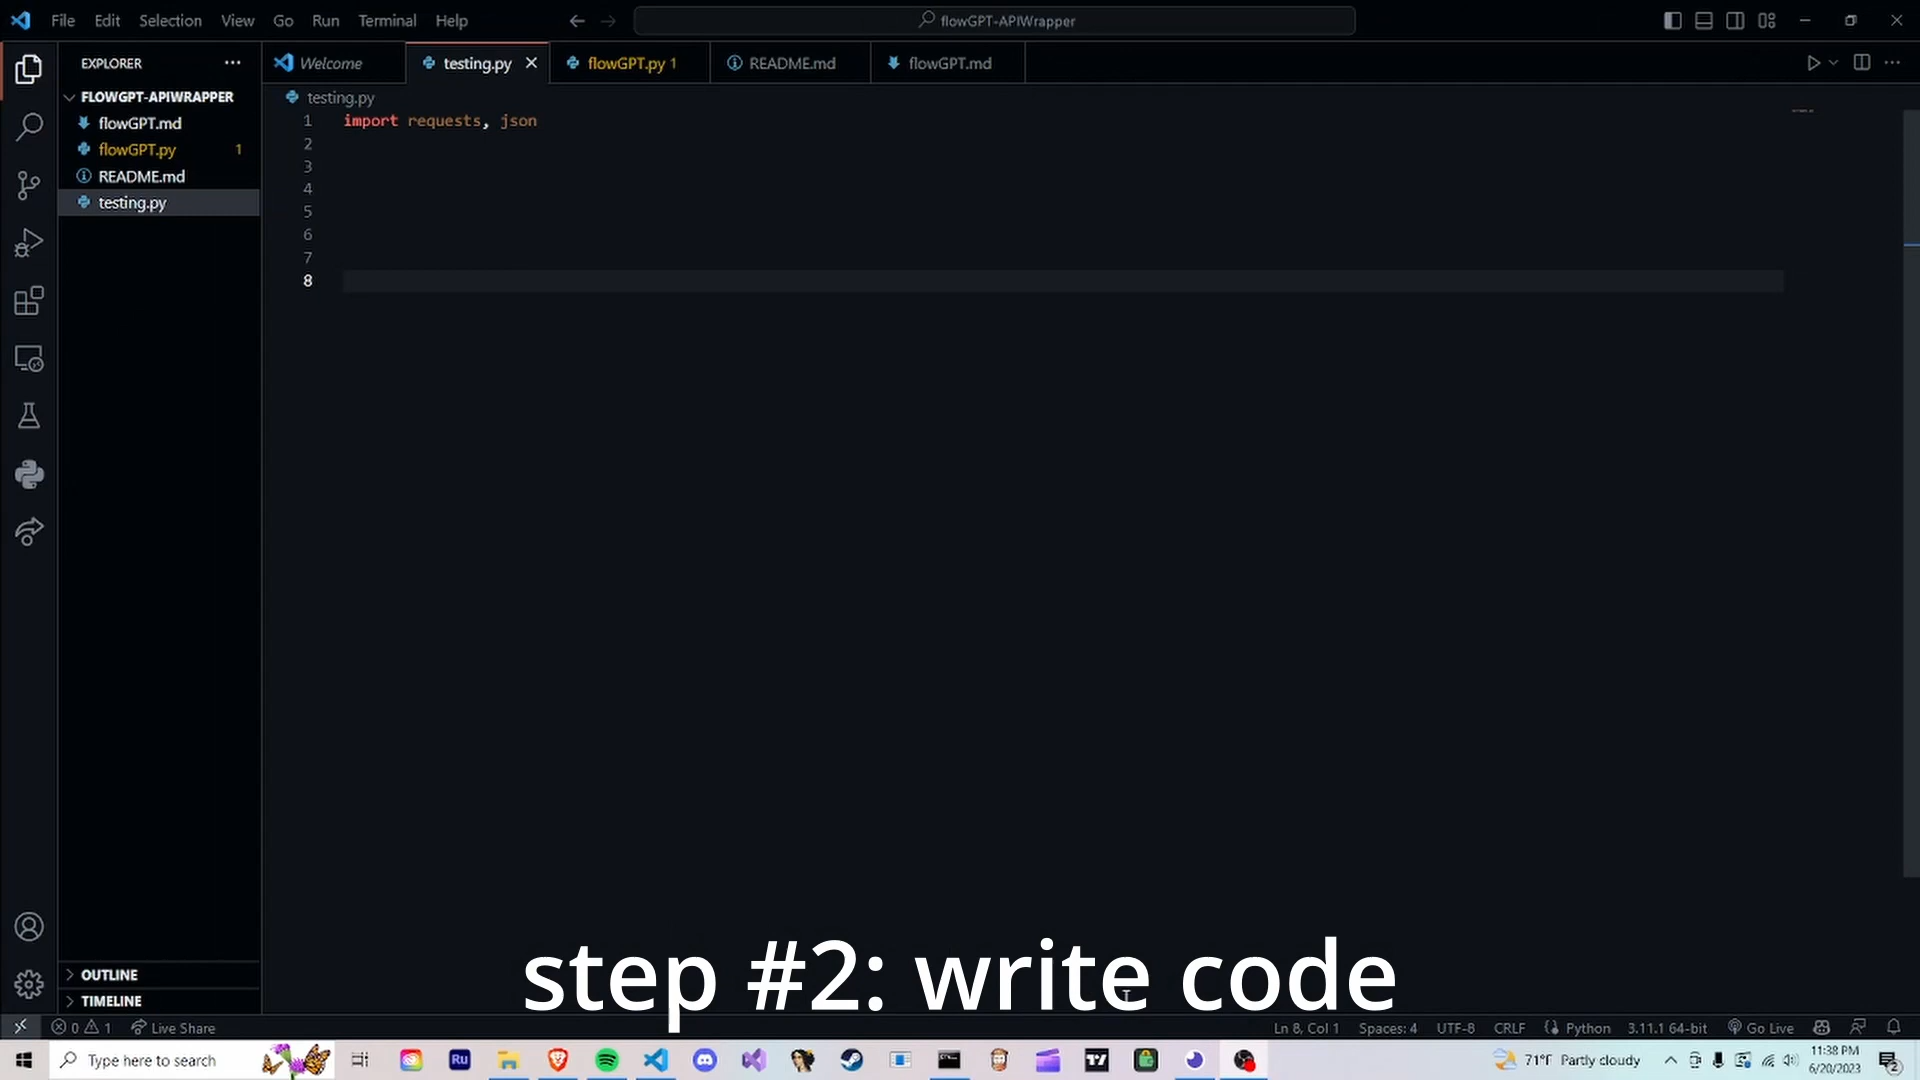 File Edit Selection View Go Run Terminal Help
flowGPT-APIWrapper
EXPLORER
Welcome testing.py flowGPT.py 1 README.md flowGPT.md
FLOWGPT-APIWRAPPER
flowGPT.md
flowGPT.py 1
README.md
testing.py
testing.py
1 import requests, json
2
3
4
5
6
7
8
OUTLINE
TIMELINE
step #2: write code
0 1 Live Share Ln 8, Col 1 Spaces: 4 UTF-8 CRLF Python 3.11.1 64-bit Go Live
Type here to search
Ru
71°F Partly cloudy
11:38 PM
6/20/2023
2